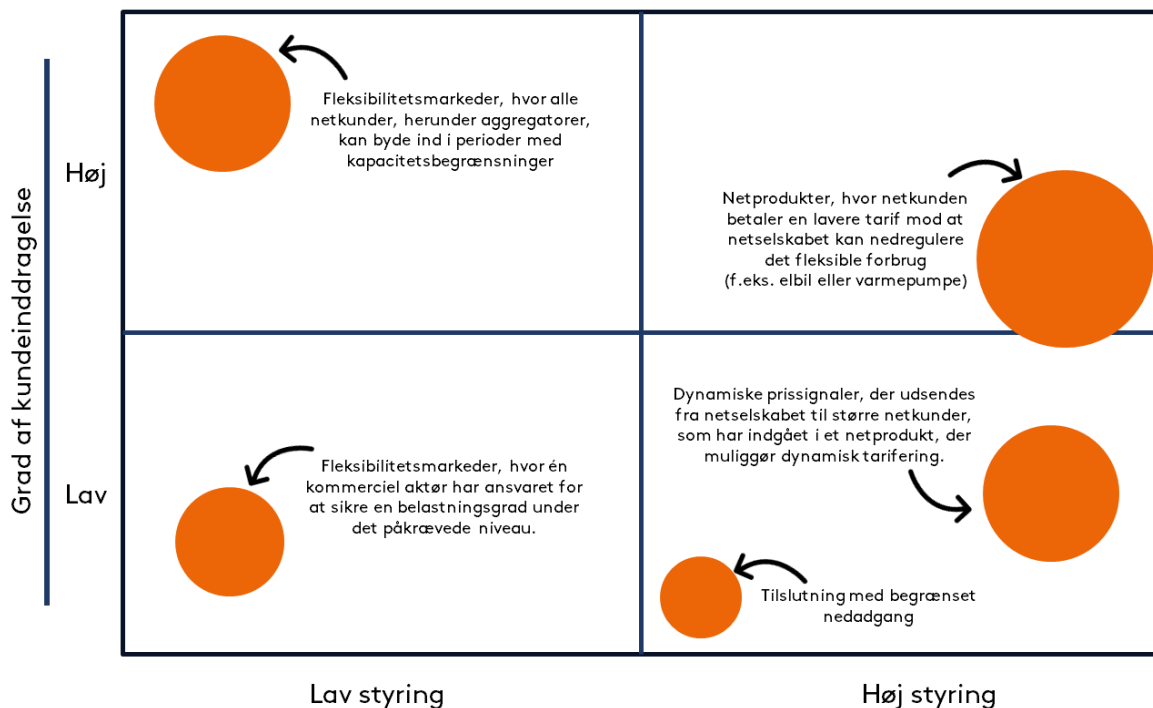 Grad af kundeinddragelse
Høj
Lav
Fleksibilitetsmarkeder, hvor alle
netkunder, herunder aggregatorer,
kan byde ind i perioder med
kapacitetsbegrænsninger
Netprodukter, hvor netkunden
betaler en lavere tarif mod at
netselskabet kan nedregulere
det fleksible forbrug
(f.eks. elbil eller varmepumpe)
Fleksibilitetsmarkeder, hvor én
kommerciel aktør har ansvaret for
at sikre en belastningsgrad under
det påkrævede niveau.
Dynamiske prissignaler, der udsendes
fra netselskabet til større netkunder,
som har indgået i et netprodukt, der
muliggør dynamisk tarifering.
Tilslutning med begrænset
nedadgang
Lav styring
Høj styring